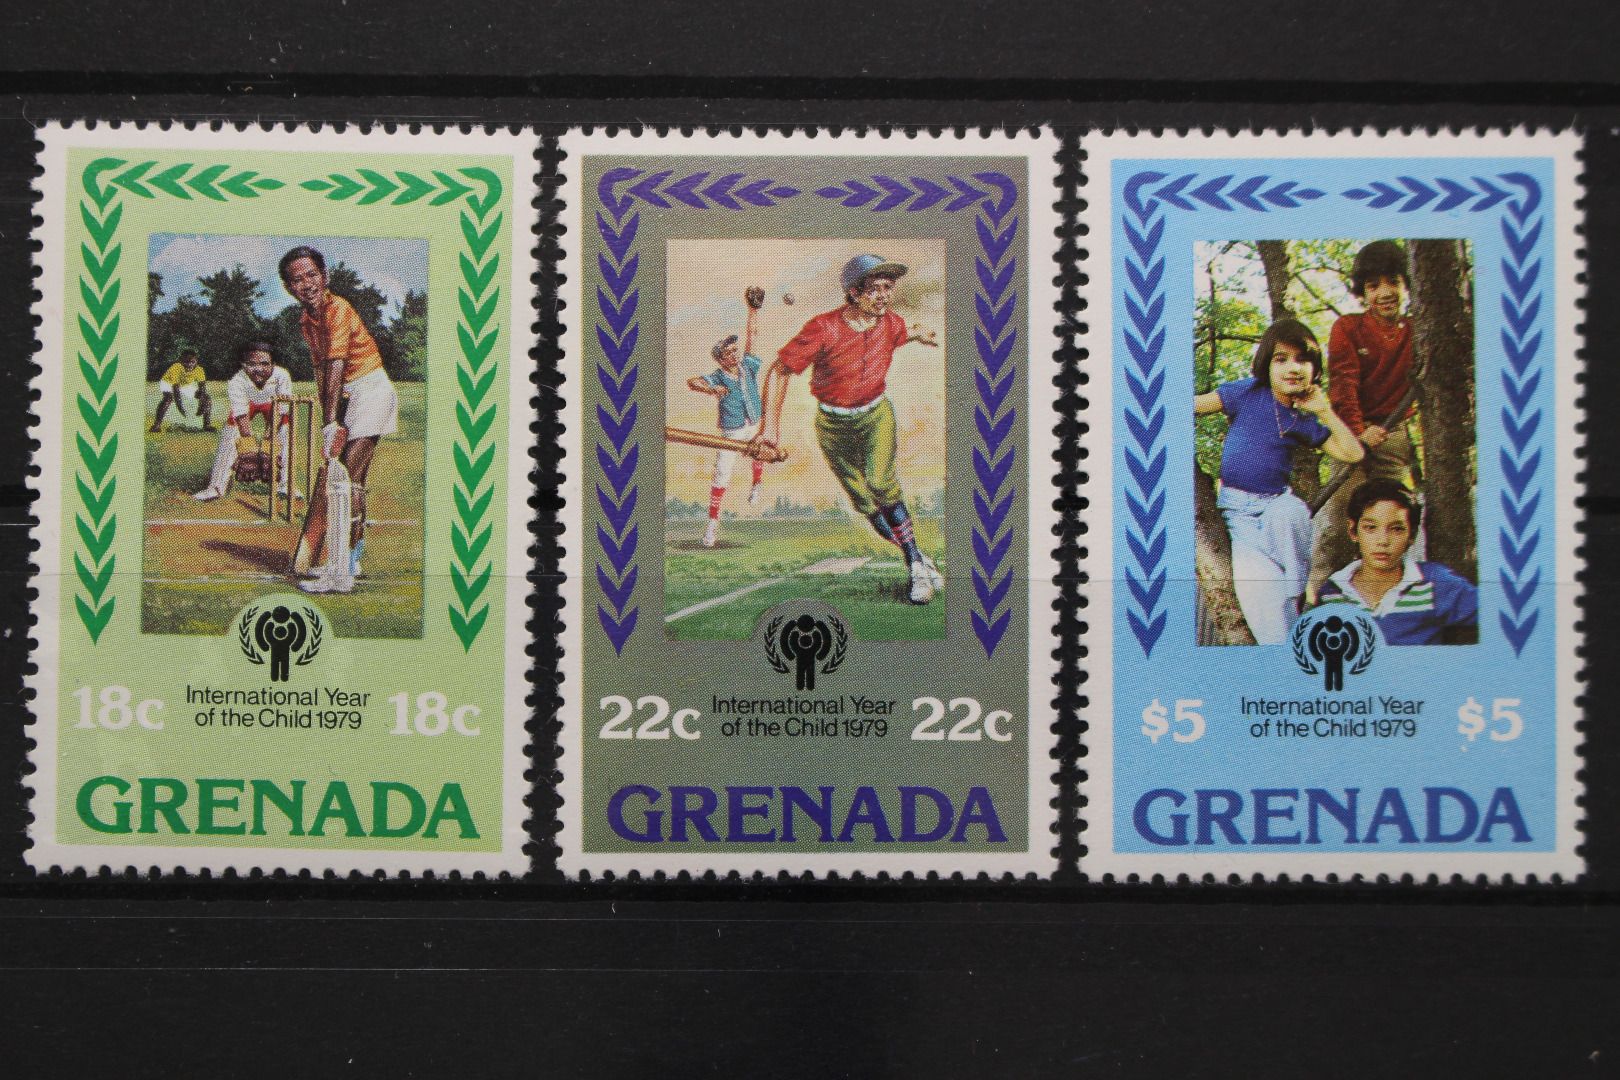 18c
International Year
of the Child 1979
18c
GRENADA
22c
International Year
of the Child 1979
22c
GRENADA
$5
International Year
of the Child 1979
$5
GRENADA